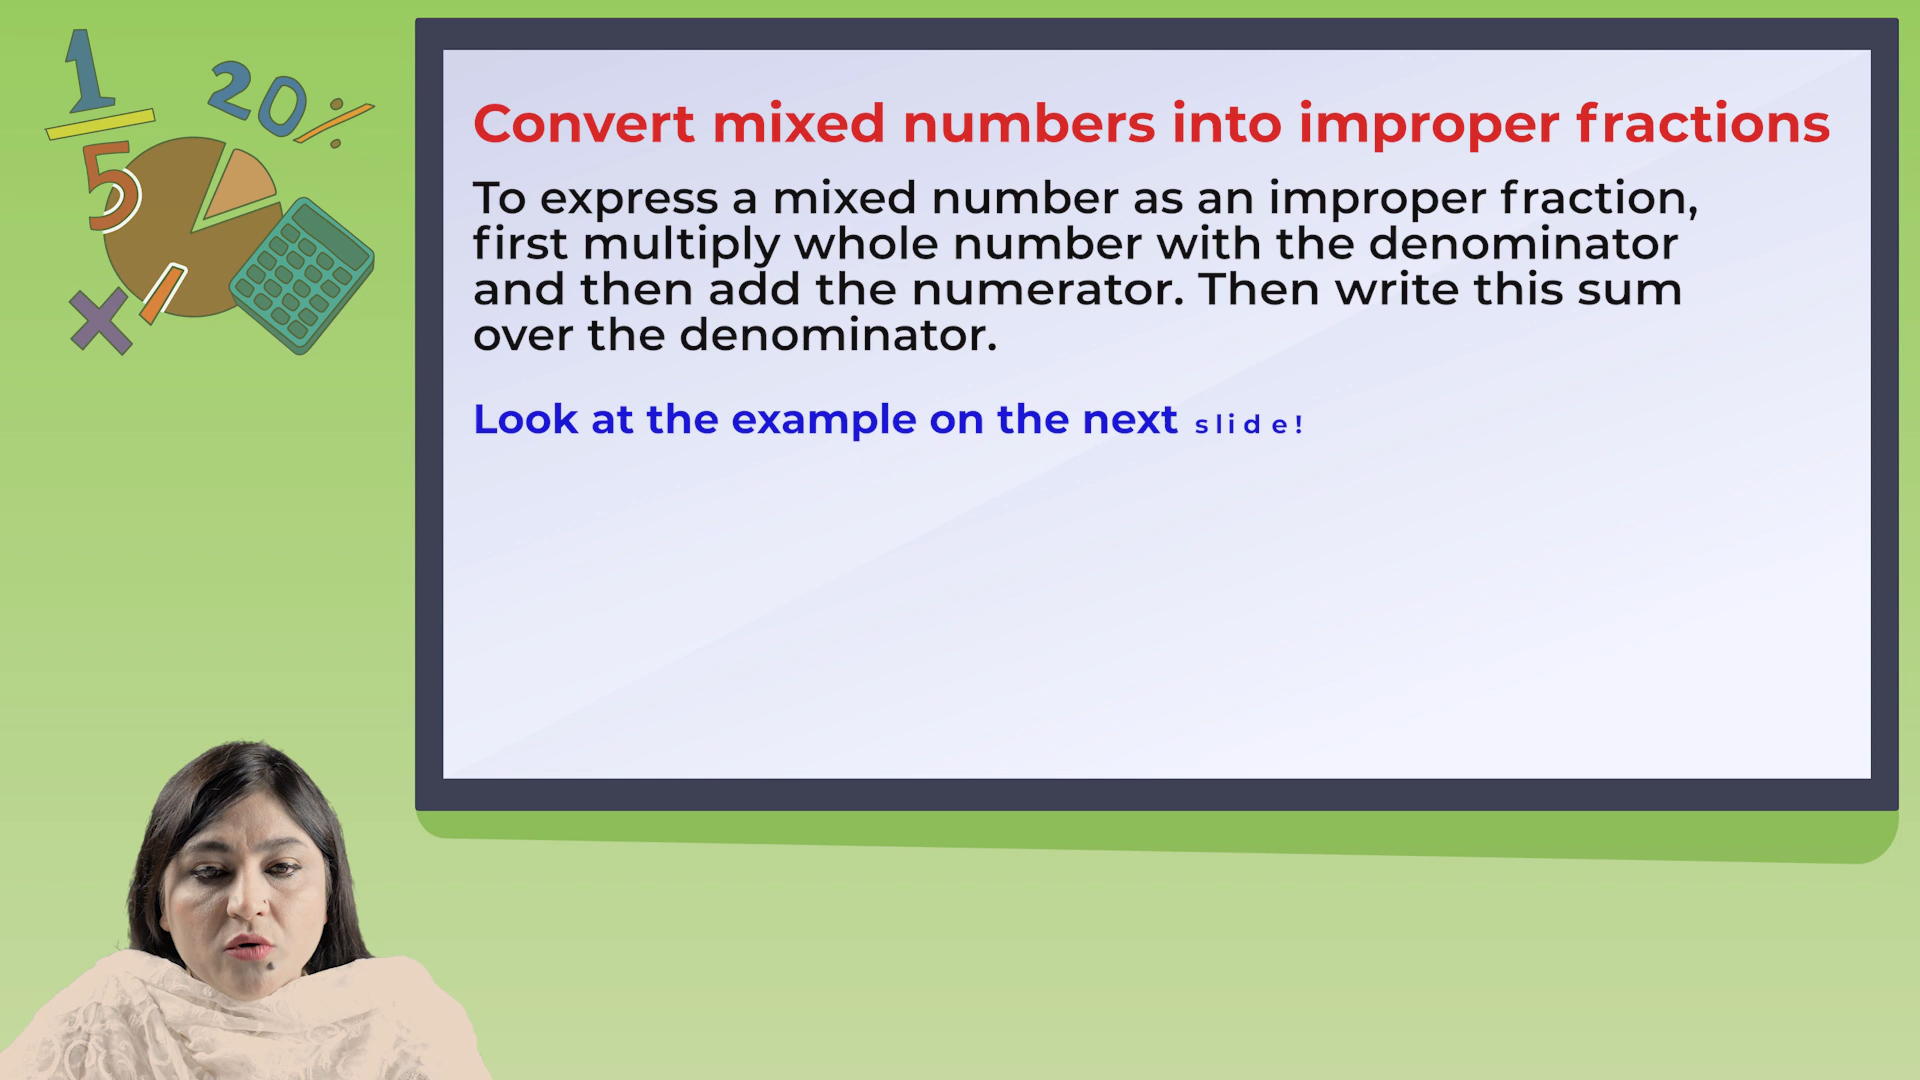 1
5
20%
Convert mixed numbers into improper fractions
To express a mixed number as an improper fraction,
first multiply whole number with the denominator
and then add the numerator. Then write this sum
over the denominator.
Look at the example on the next slide!